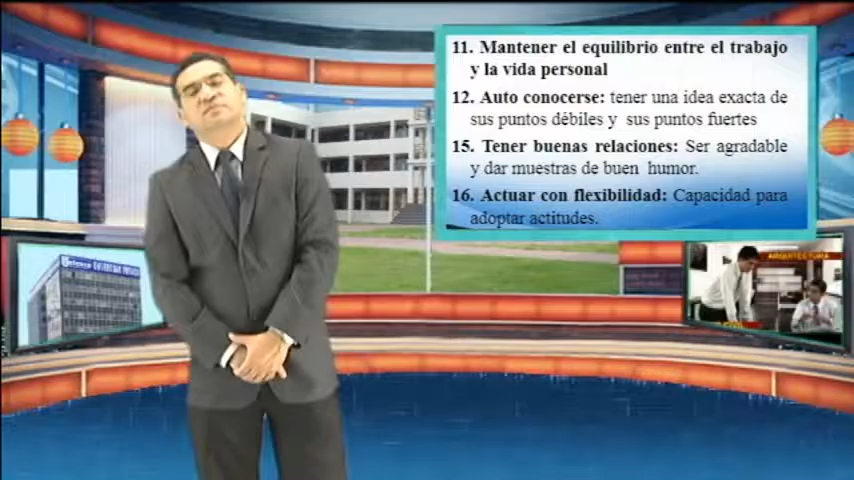 11. Mantener el equilibrio entre el trabajo
y la vida personal
12. Auto conocerse: tener una idea exacta de
sus puntos débiles y sus puntos fuertes
15. Tener buenas relaciones: Ser agradable
y dar muestras de buen humor.
16. Actuar con flexibilidad: Capacidad para
adoptar actitudes.
ARQUITECTURA